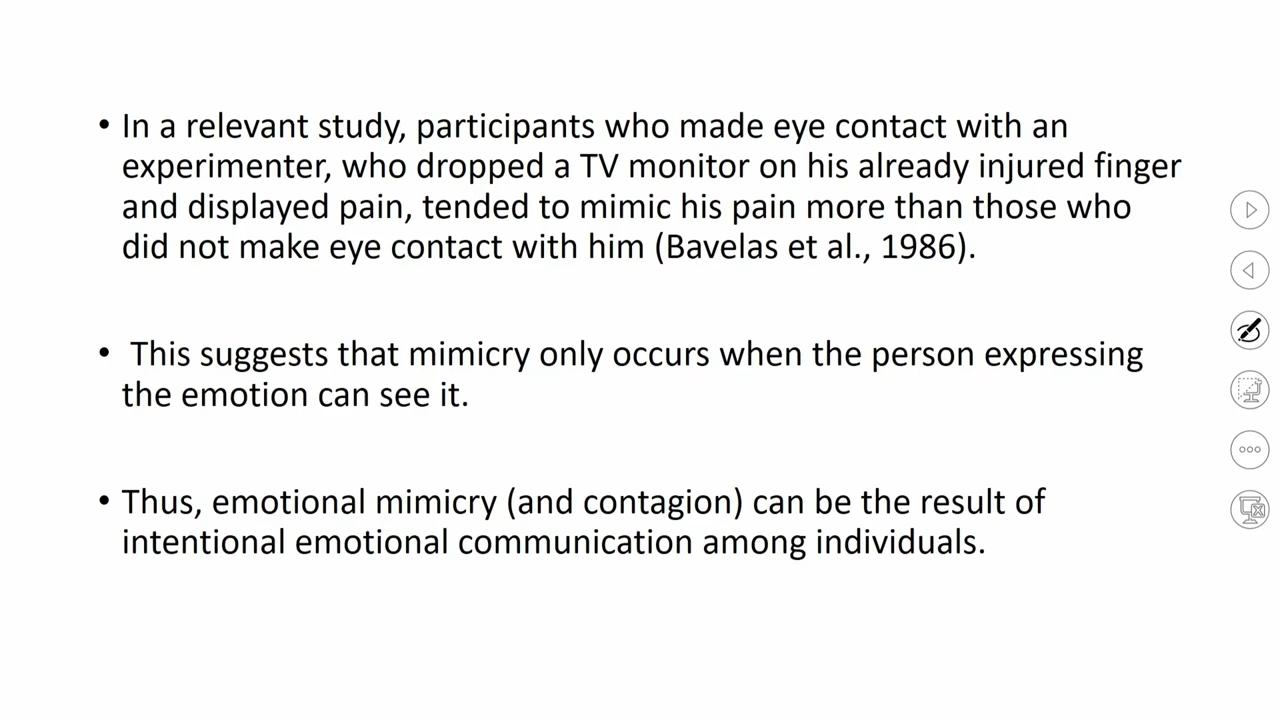 • In a relevant study, participants who made eye contact with an
experimenter, who dropped a TV monitor on his already injured finger
and displayed pain, tended to mimic his pain more than those who
did not make eye contact with him (Bavelas et al., 1986).
• This suggests that mimicry only occurs when the person expressing
the emotion can see it.
• Thus, emotional mimicry (and contagion) can be the result of
intentional emotional communication among individuals.